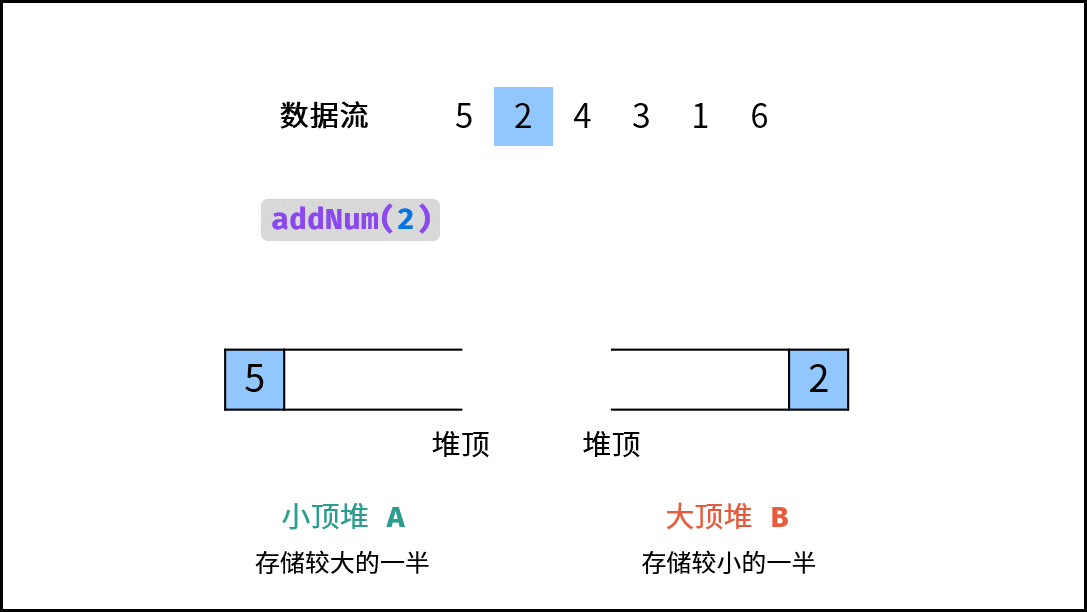 数据流 5 2 4 3 1 6
addNum(2)
5 2
堆顶 堆顶
小顶堆 A 大顶堆 B
存储较大的一半 存储较小的一半